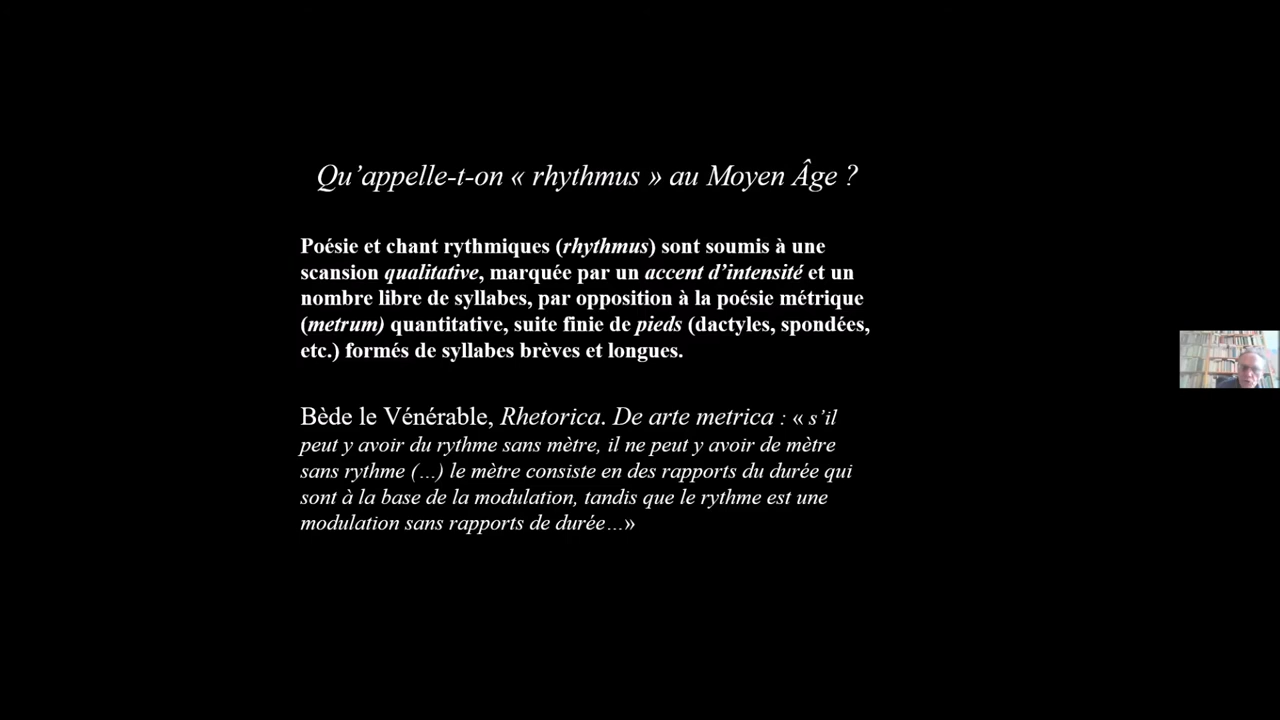 Qu’appelle-t-on « rhythmus » au Moyen Âge ?
Poésie et chant rythmiques (rhythmus) sont soumis à une
scansion qualitative, marquée par un accent d’intensité et un
nombre libre de syllabes, par opposition à la poésie métrique
(metrum) quantitative, suite finie de pieds (dactyles, spondées,
etc.) formés de syllabes brèves et longues.
Bède le Vénérable, Rhetorica. De arte metrica : « s’il
peut y avoir du rythme sans mètre, il ne peut y avoir de mètre
sans rythme (…) le mètre consiste en des rapports du durée qui
sont à la base de la modulation, tandis que le rythme est une
modulation sans rapports de durée…»